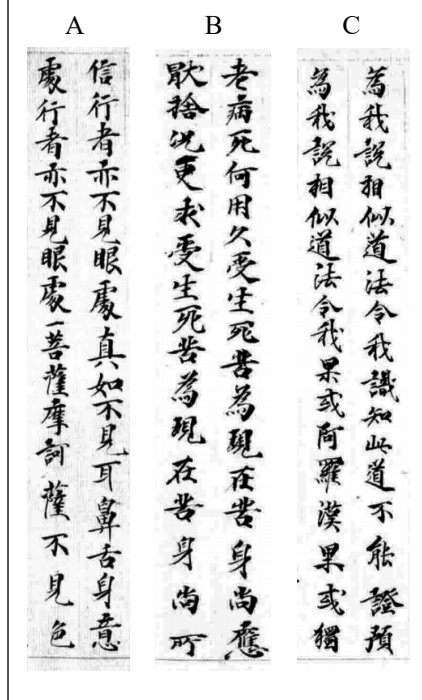 A
信行者亦不見眼處真如不見耳鼻舌身意
處行者亦不見眼處一菩薩摩訶薩不見色
B
老病死何用久受生死苦為現在苦身尚應
猒捨況更求受生死苦為現在苦身尚所
C
為我說相似道法令我識知此道不能證預
為我說相似道法令我果或阿羅漢果或獨